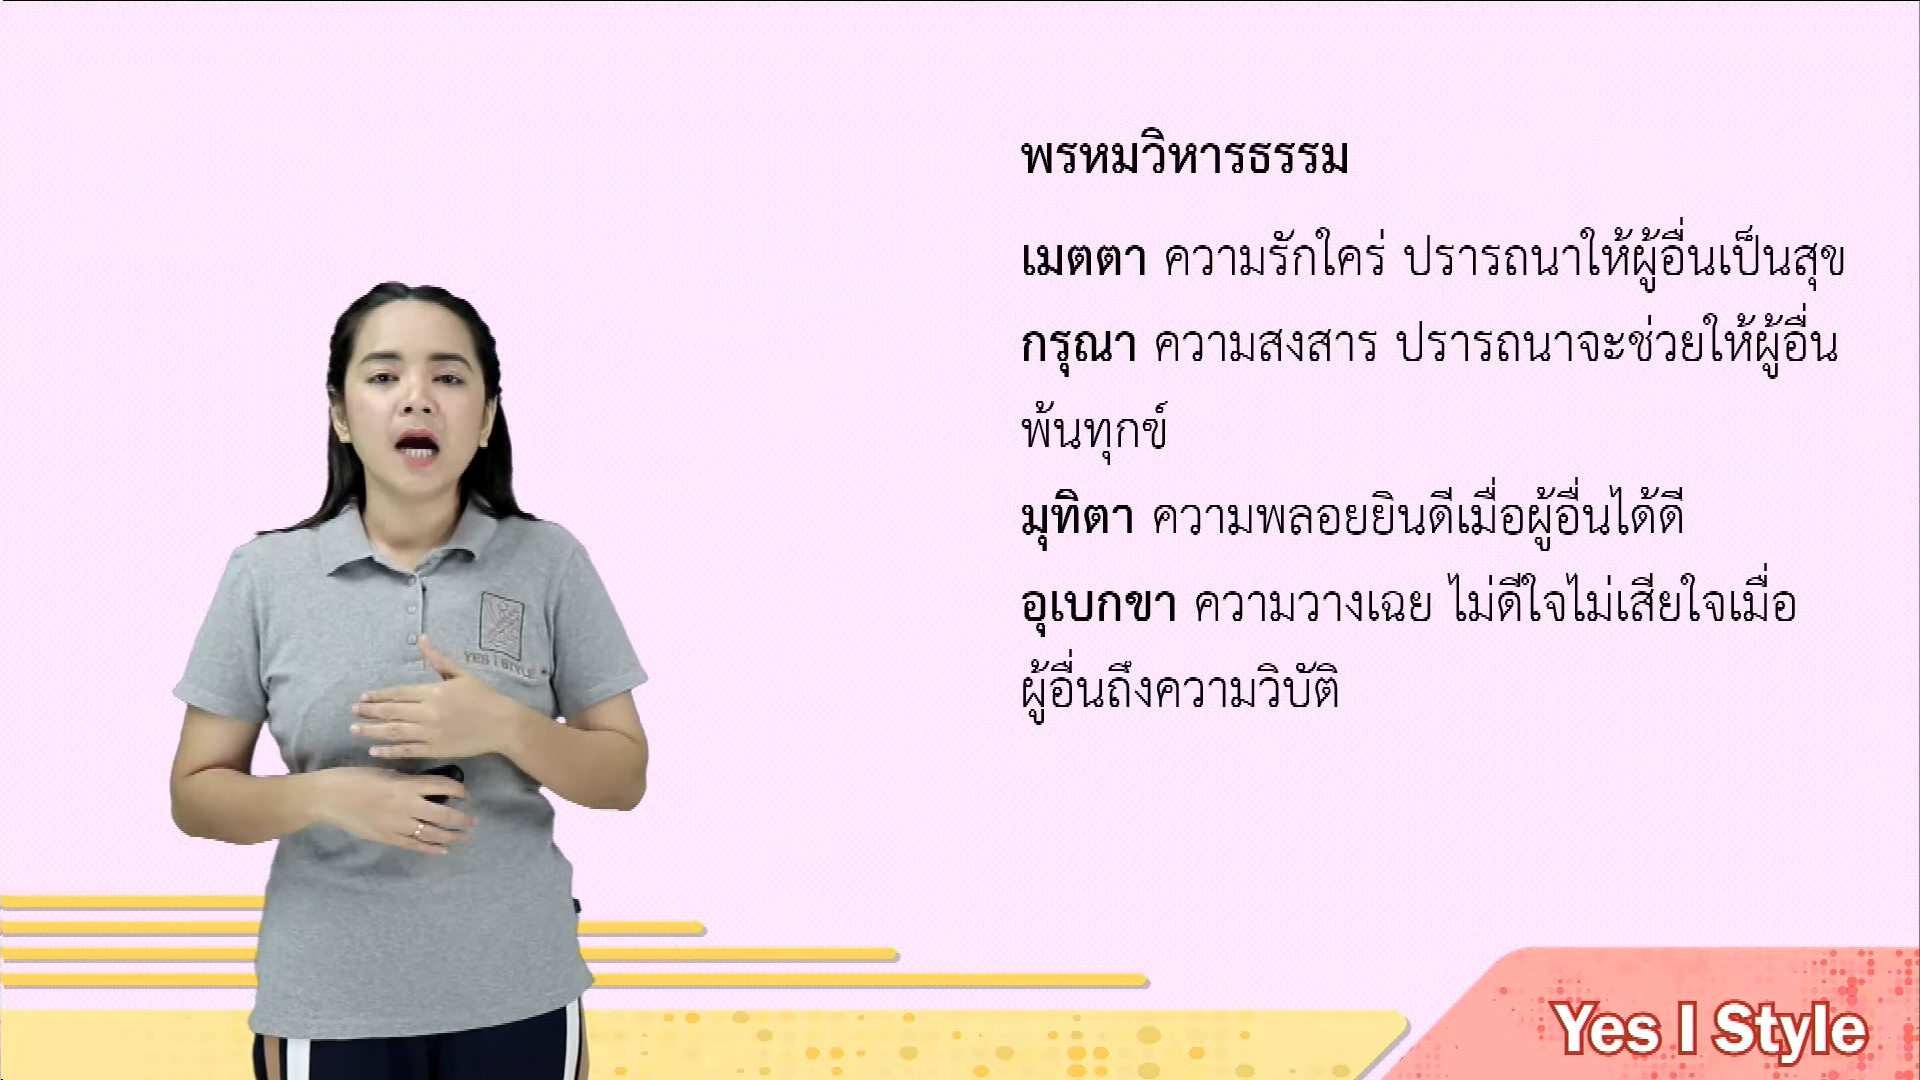 พรหมวิหารธรรม
เมตตา ความรักใคร่ ปรารถนาให้ผู้อื่นเป็นสุข
กรุณา ความสงสาร ปรารถนาจะช่วยให้ผู้อื่น
พ้นทุกข์
มุทิตา ความพลอยยินดีเมื่อผู้อื่นได้ดี
อุเบกขา ความวางเฉย ไม่ดีใจไม่เสียใจเมื่อ
ผู้อื่นถึงความวิบัติ
YES I STYLE
Yes I Style